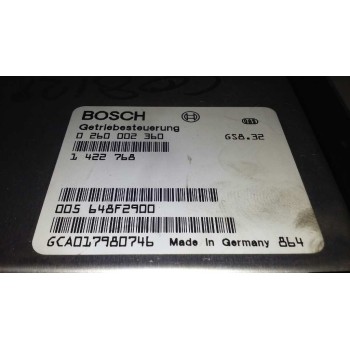 BOSCH
Getriebesteuerung
0 260 002 360 GS8.32
1 422 768
005 648F2900
GCA017980746 Made in Germany 864